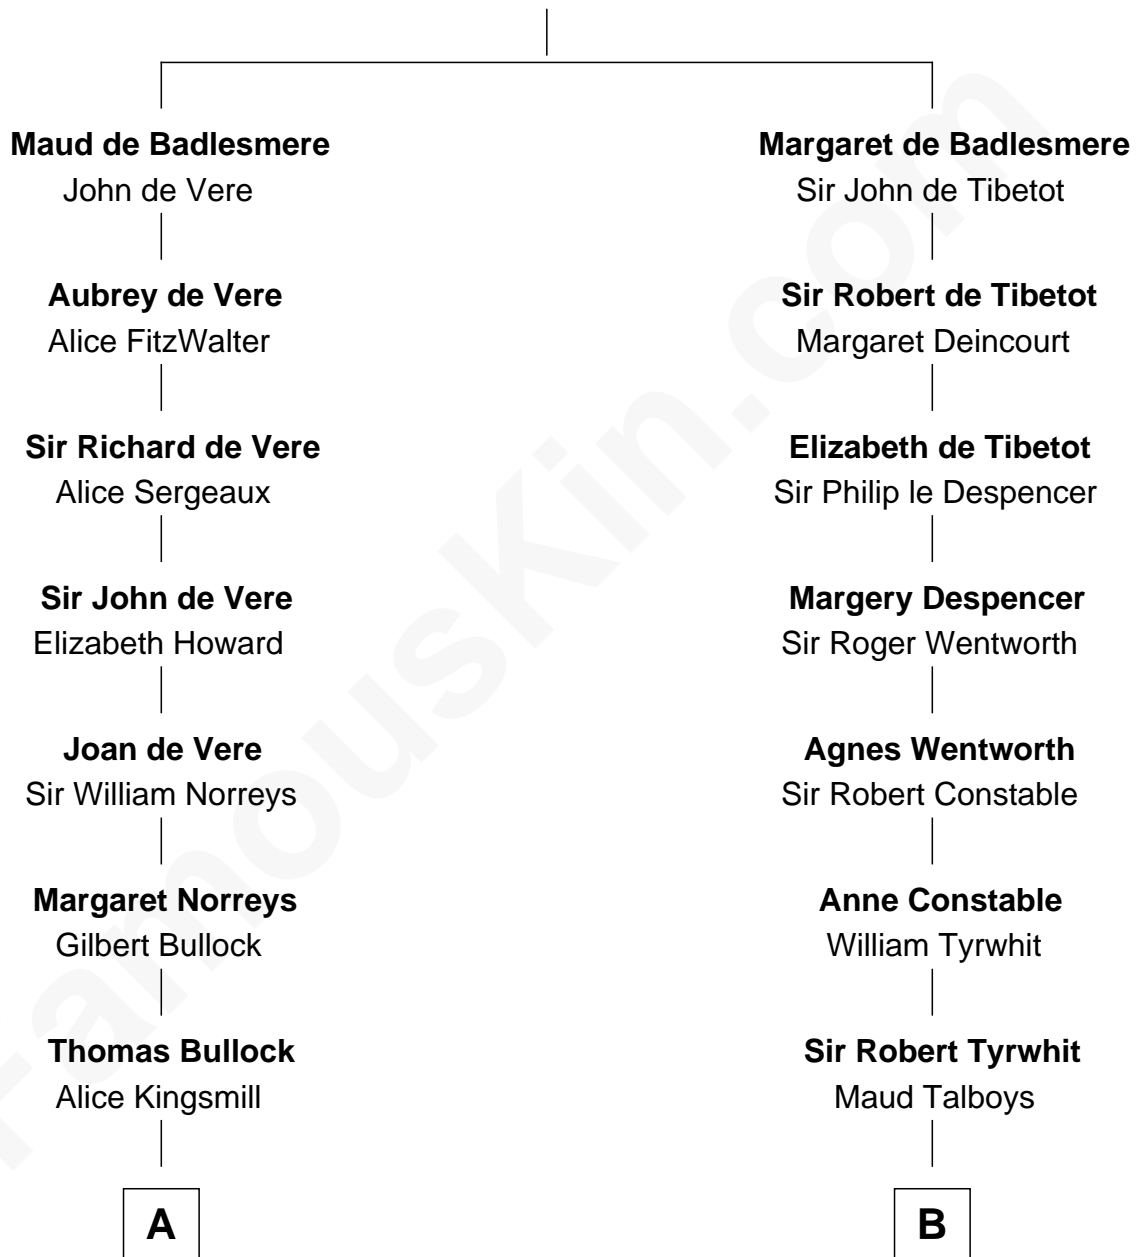 Maud de Badlesmere
John de Vere
Aubrey de Vere
Alice FitzWalter
Sir Richard de Vere
Alice Sergeaux
Sir John de Vere
Elizabeth Howard
Joan de Vere
Sir William Norreys
Margaret Norreys
Gilbert Bullock
Thomas Bullock
Alice Kingsmill
A
Margaret de Badlesmere
Sir John de Tibetot
Sir Robert de Tibetot
Margaret Deincourt
Elizabeth de Tibetot
Sir Philip le Despencer
Margery Despencer
Sir Roger Wentworth
Agnes Wentworth
Sir Robert Constable
Anne Constable
William Tyrwhit
Sir Robert Tyrwhit
Maud Talboys
B
FamousKin.com